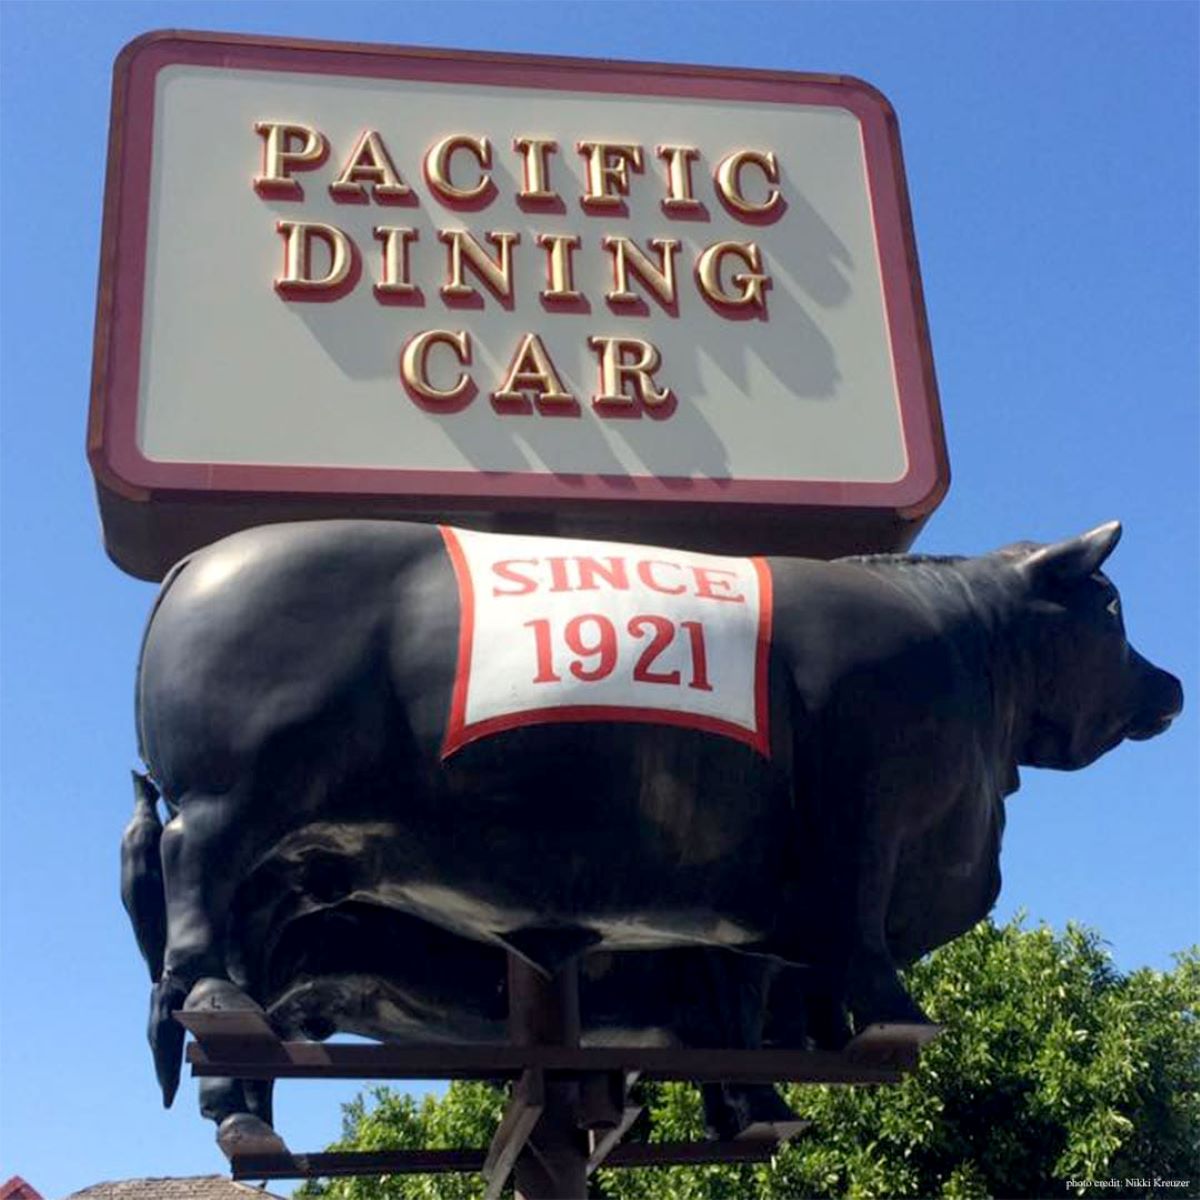 PACIFIC
DINING
CAR
SINCE
1921
photo credit: Nikki Kreuzer